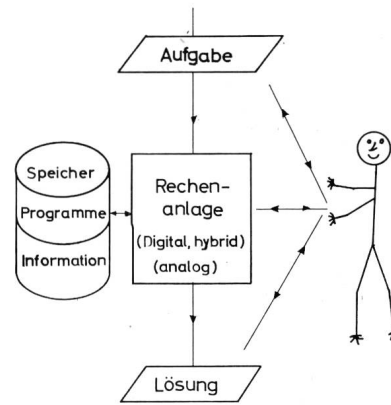 Aufgabe
Speicher
Programme
Information
Rechen-
anlage
(Digital, hybrid)
(analog)
Lösung